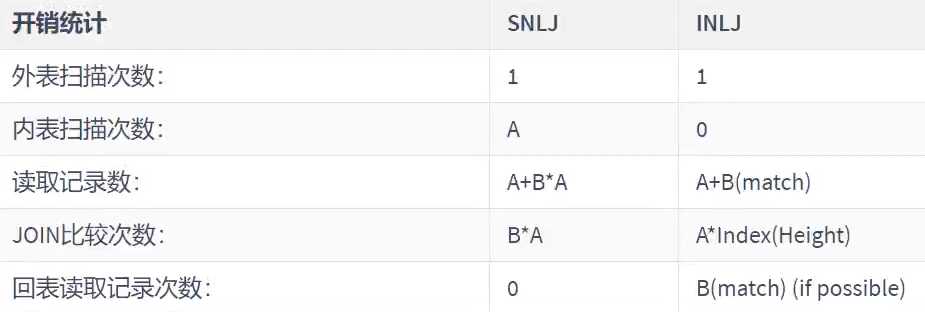 开销统计 SNLJ INLJ
外表扫描次数： 1 1
内表扫描次数： A 0
读取记录数： A+B*A A+B(match)
JOIN比较次数： B*A A*Index(Height)
回表读取记录次数： 0 B(match) (if possible)